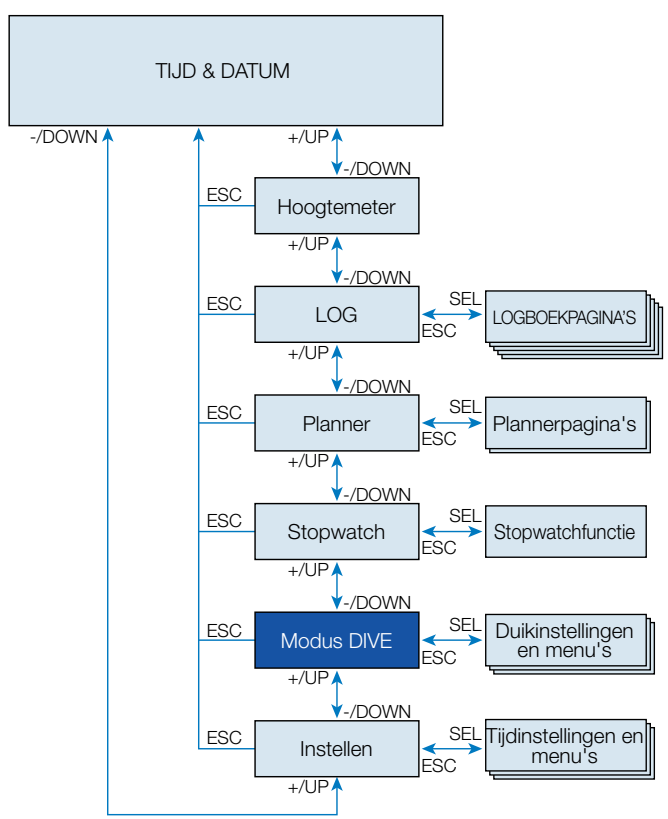 TIJD & DATUM
-/DOWN
+/UP
-/DOWN
ESC
Hoogtemeter
+/UP
-/DOWN
ESC
LOG
SEL
ESC
LOGBOEKPAGINA'S
+/UP
-/DOWN
ESC
Planner
SEL
ESC
Plannerpagina's
+/UP
-/DOWN
ESC
Stopwatch
SEL
ESC
Stopwatchfunctie
+/UP
-/DOWN
ESC
Modus DIVE
SEL
ESC
Duikinstellingen
en menu's
+/UP
-/DOWN
ESC
Instellen
SEL
ESC
Tijdinstellingen en
menu's
+/UP